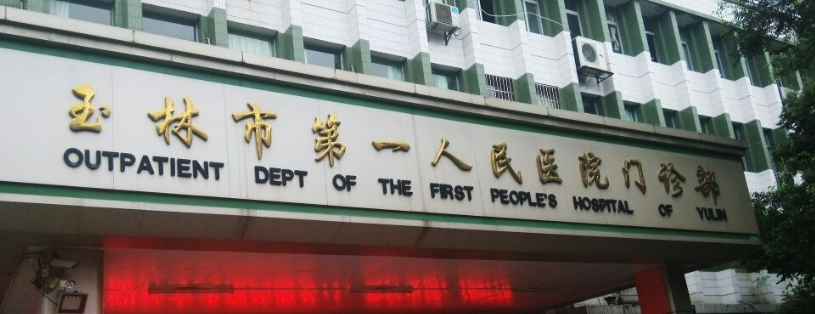 玉林市第一人民医院门诊部
OUTPATIENT DEPT OF THE FIRST PEOPLE'S HOSPITAL OF YULIN